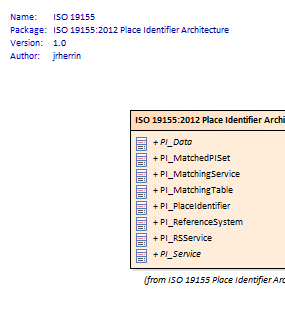 Name: ISO 19155
Package: ISO 19155:2012 Place Identifier Architecture
Version: 1.0
Author: jrherrin
ISO 19155:2012 Place Identifier Archi
+ PI_Data
+ PI_MatchedPISet
+ PI_MatchingService
+ PI_MatchingTable
+ PI_PlaceIdentifier
+ PI_ReferenceSystem
+ PI_RSService
+ PI_Service
(from ISO 19155 Place Identifier Arc